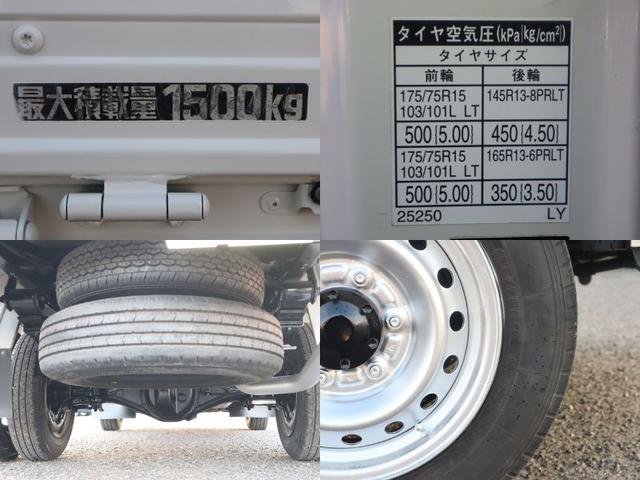 最大積載量1500kg
タイヤ空気圧(kPa{kg/cm²})
タイヤサイズ
前輪 後輪
175/75R15 103/101L LT 145R13-8PRLT
500{5.00} 450{4.50}
175/75R15 103/101L LT 165R13-6PRLT
500{5.00} 350{3.50}
25250 LY